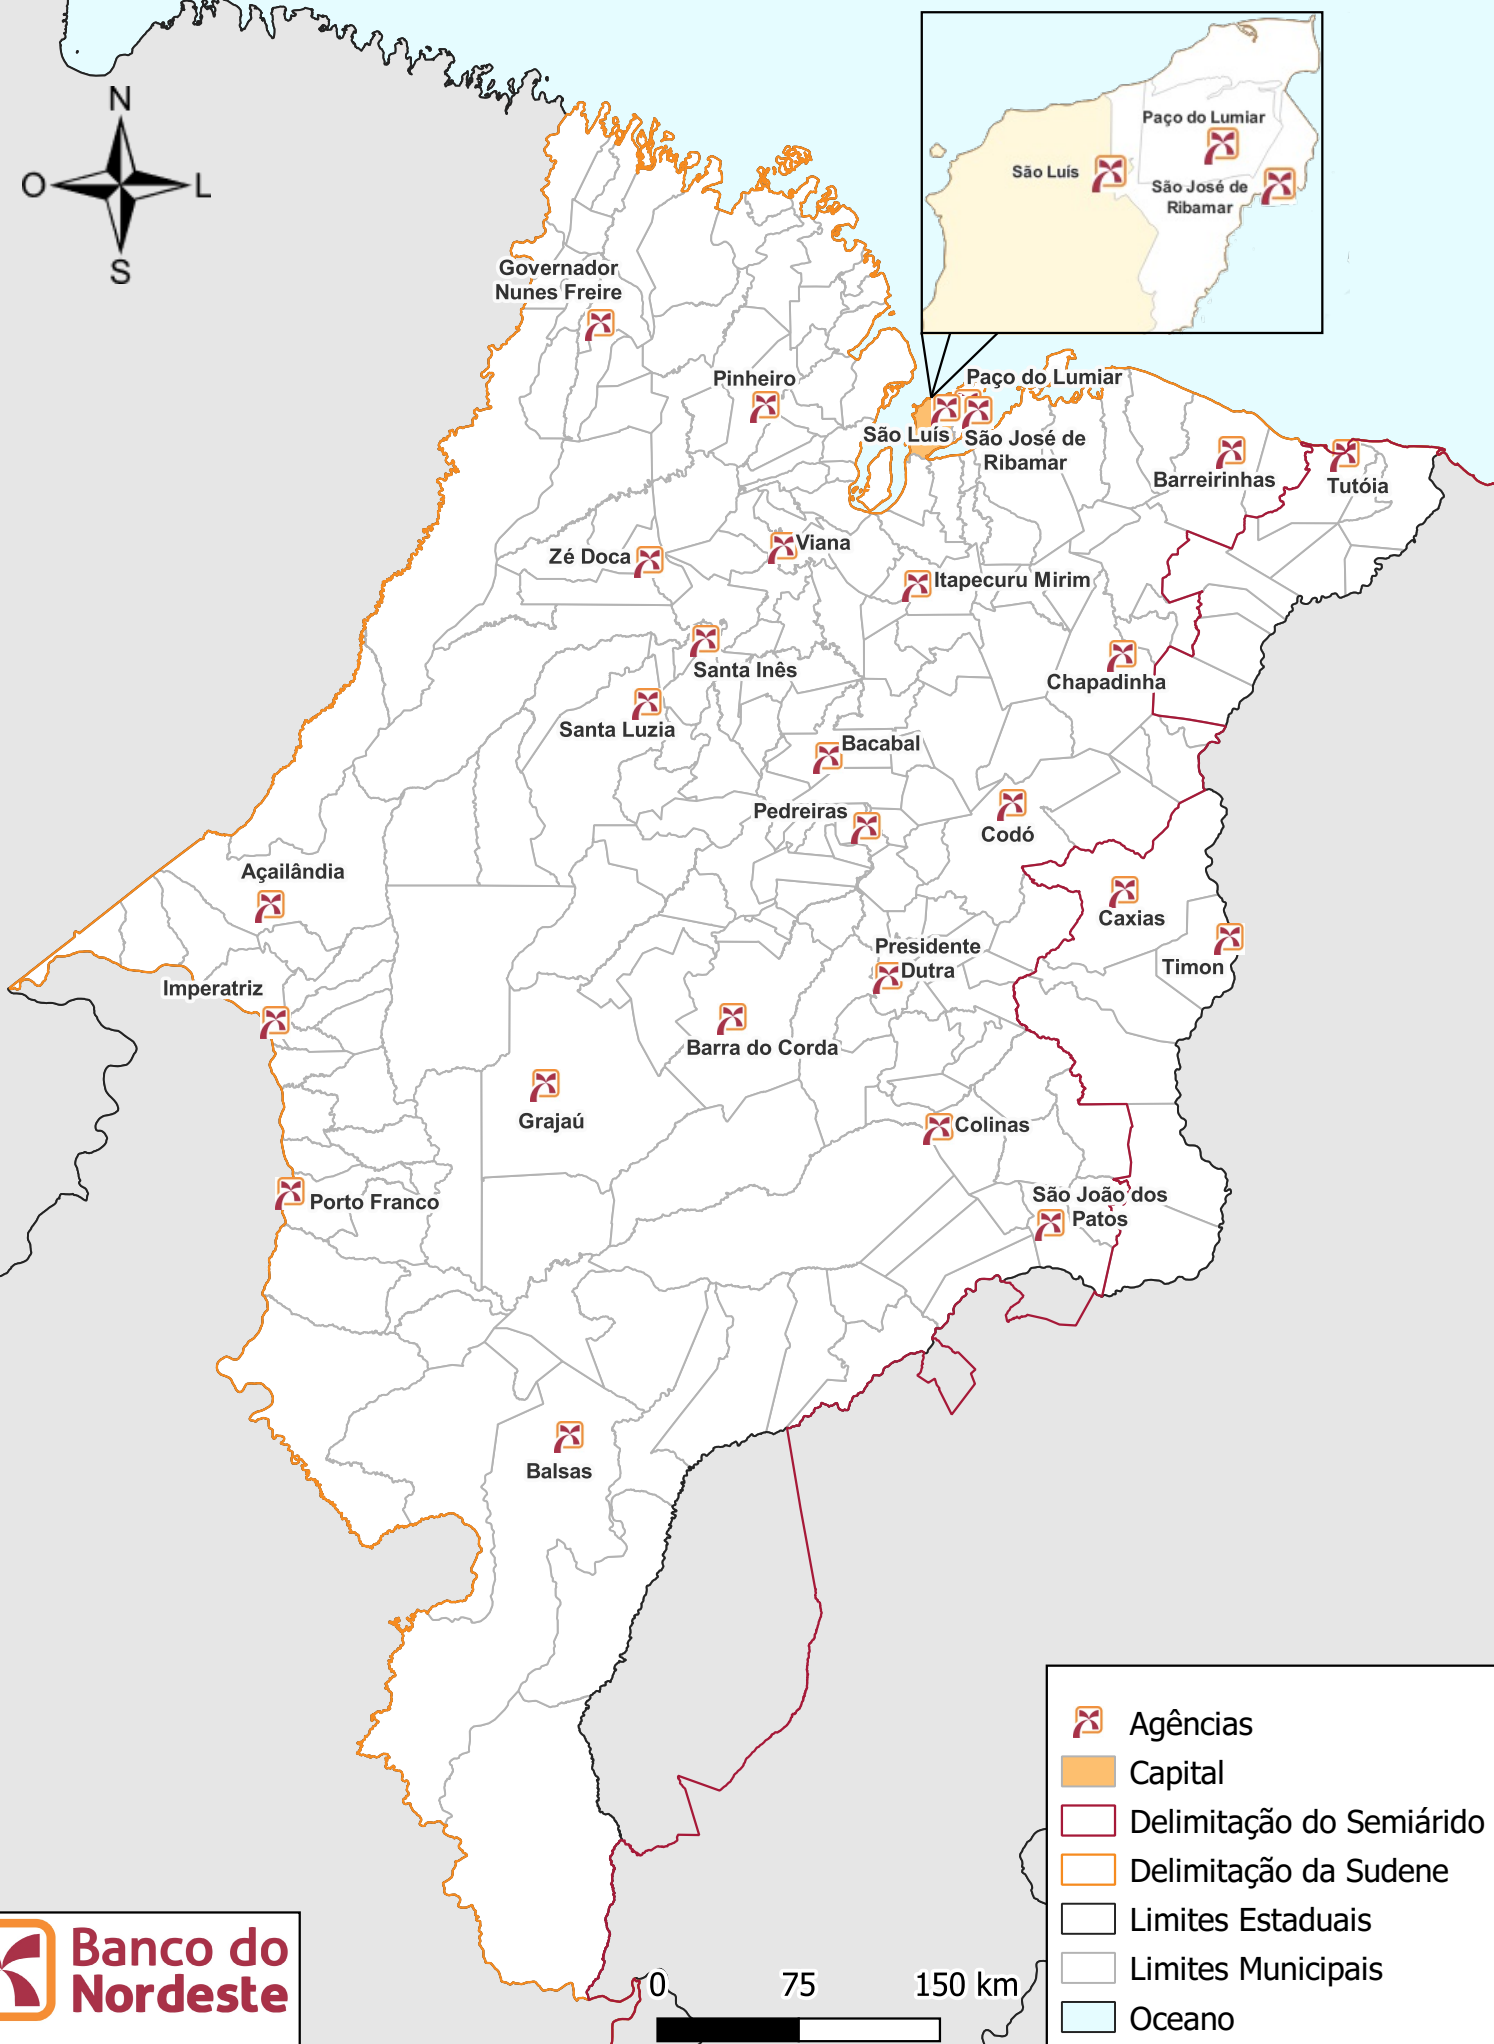 N
O
L
S
Paço do Lumiar
São Luís
São José de
Ribamar
Governador
Nunes Freire
Pinheiro
Paço do Lumiar
São Luís
São José de
Ribamar
Barreirinhas
Tutóia
Zé Doca
Viana
Itapecuru Mirim
Santa Inês
Chapadinha
Santa Luzia
Bacabal
Pedreiras
Codó
Açailândia
Caxias
Presidente
Dutra
Timon
Imperatriz
Barra do Corda
Grajaú
Colinas
Porto Franco
São João dos
Patos
Balsas
Agências
Capital
Delimitação do Semiárido
Delimitação da Sudene
Limites Estaduais
Limites Municipais
Oceano
Banco do
Nordeste
0 75 150 km